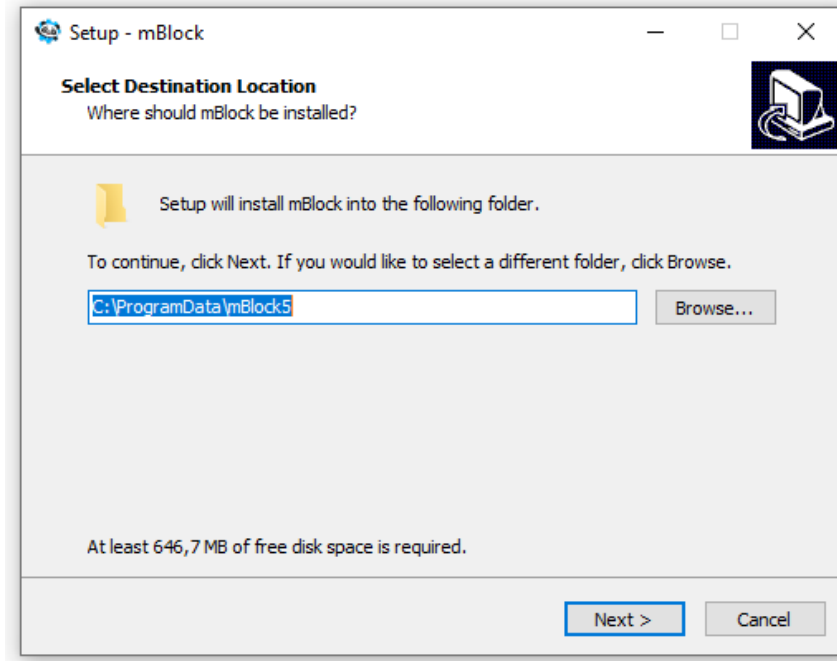 Setup - mBlock
Select Destination Location
Where should mBlock be installed?
Setup will install mBlock into the following folder.
To continue, click Next. If you would like to select a different folder, click Browse.
C:\ProgramData\mBlock5
Browse...
At least 646,7 MB of free disk space is required.
Next >
Cancel